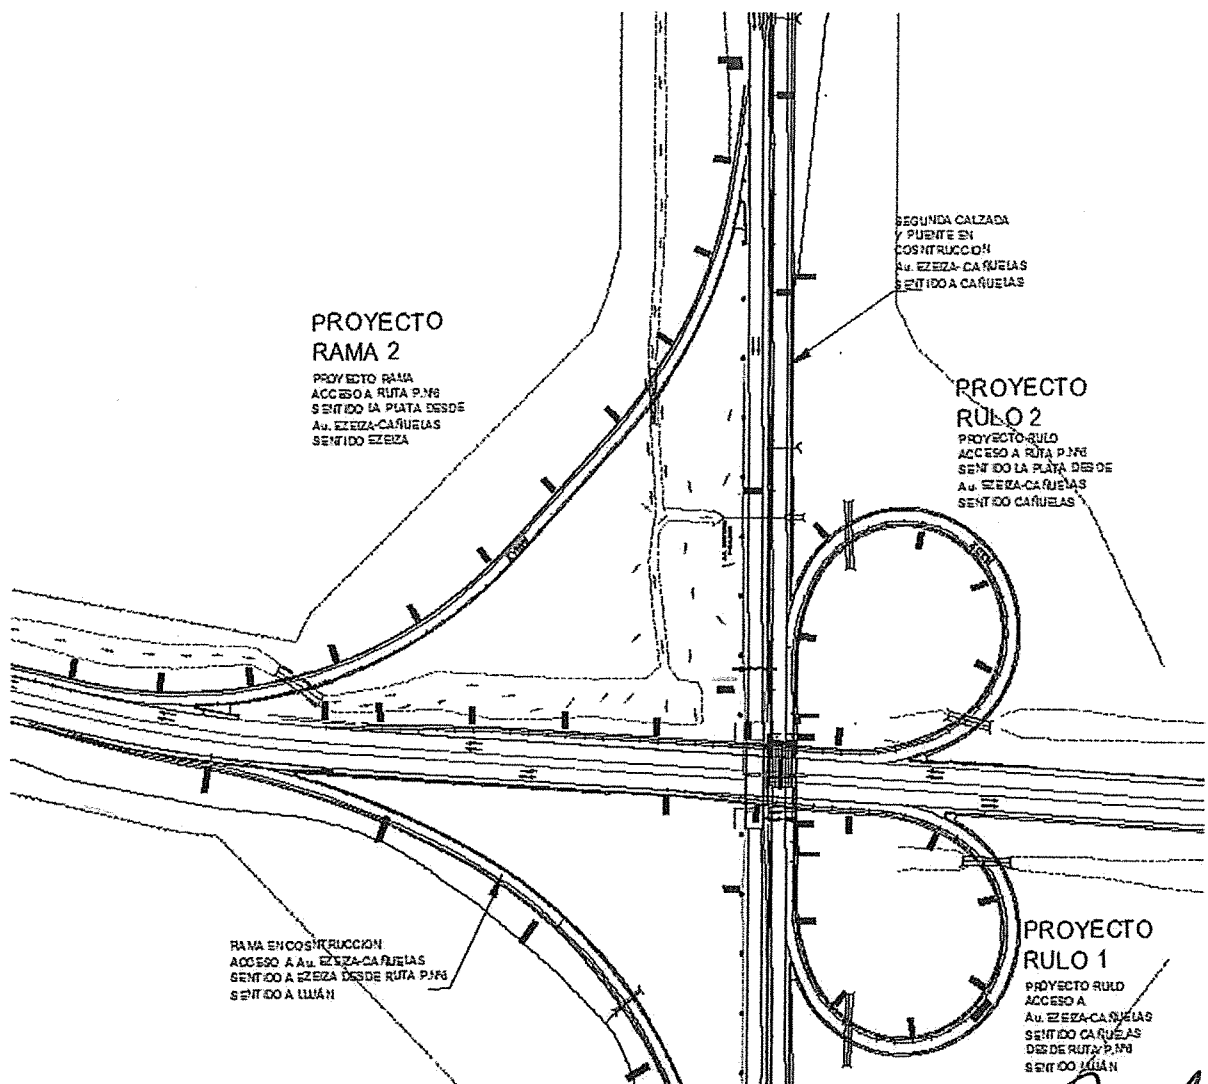 SEGUNDA CALZADA
Y PUENTE EN
COSNTRUCCION
Au. EZEIZA-CAÑUELAS
SENTIDO A CAÑUELAS
PROYECTO
RAMA 2
PROYECTO RAMA
ACCESO A RUTA P.Nº6
SENTIDO LA PLATA DESDE
Au. EZEIZA-CAÑUELAS
SENTIDO EZEIZA
PROYECTO
RULO 2
PROYECTO RULO
ACCESO A RUTA P.Nº6
SENTIDO LA PLATA DESDE
Au. EZEIZA-CAÑUELAS
SENTIDO CAÑUELAS
RAMA EN COSNTRUCCION
ACCESO A Au. EZEIZA-CAÑUELAS
SENTIDO A EZEIZA DESDE RUTA P.Nº6
SENTIDO A LUJÁN
PROYECTO
RULO 1
PROYECTO RULO
ACCESO A
Au. EZEIZA-CAÑUELAS
SENTIDO CAÑUELAS
DESDE RUTA P.Nº6
SENTIDO LUJÁN